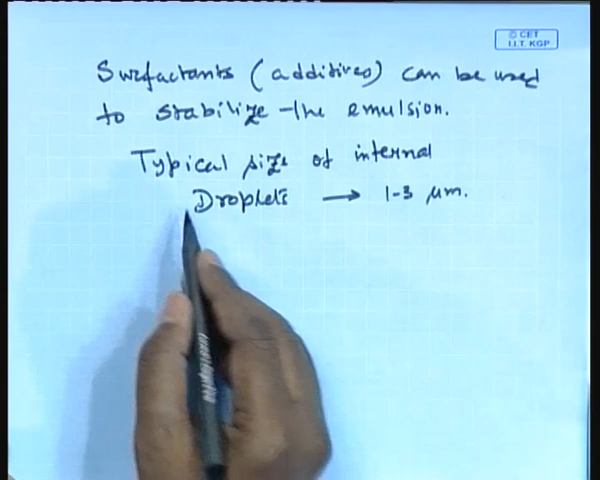 © CET
I.I.T. KGP
Surfactants (additives) can be used
to stabilize the emulsion.
Typical size of internal
Droplets → 1-3 μm.